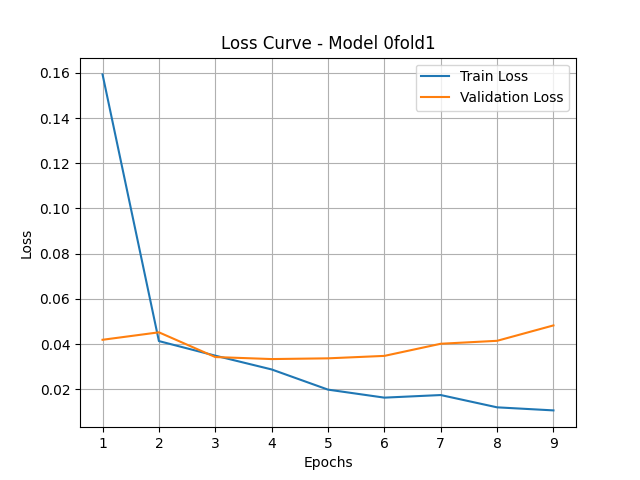 Loss Curve - Model 0fold1
Train Loss
Validation Loss
0.16
0.14
0.12
0.10
0.08
0.06
0.04
0.02
Loss
1 2 3 4 5 6 7 8 9
Epochs